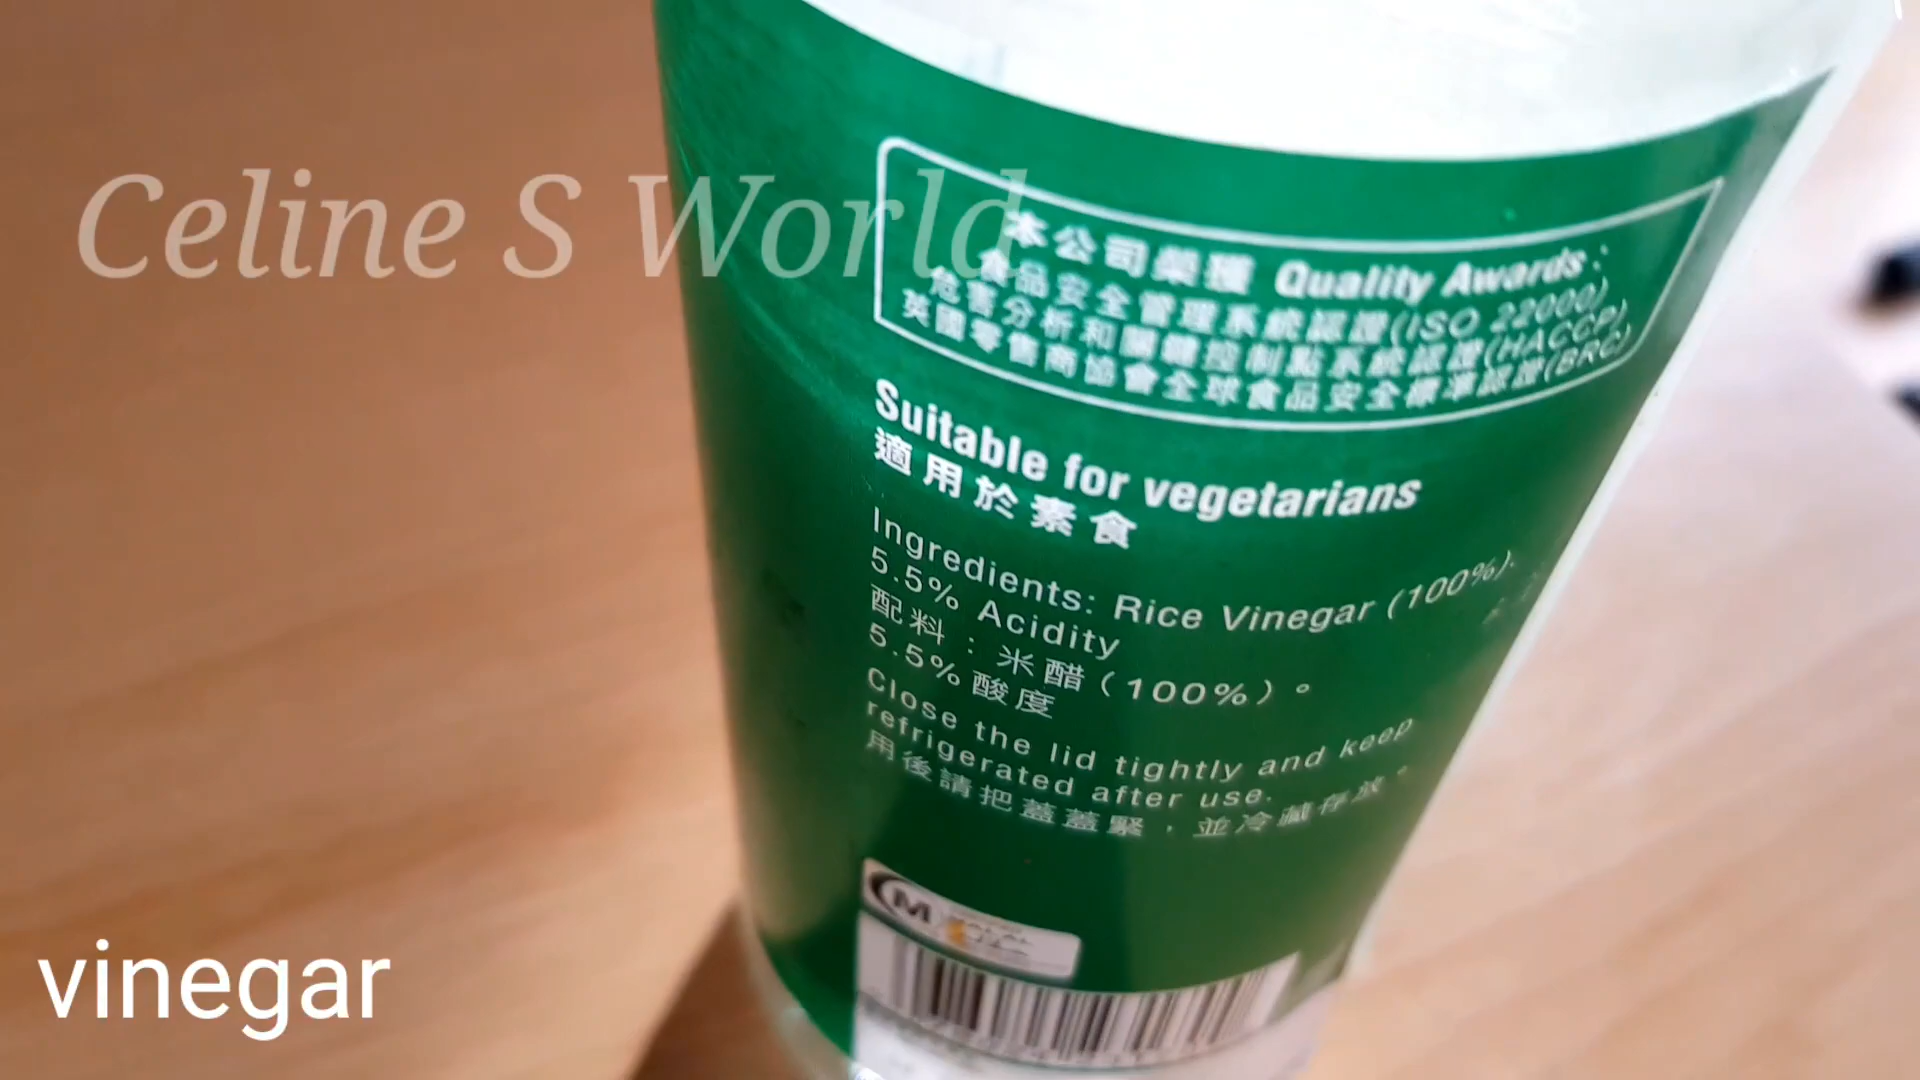 Celine S World
本公司榮獲 Quality Awards:
食品安全管理系統認證(ISO 22000)
危害分析和關鍵控制點系統認證(HACCP)
英國零售商協會全球食品安全標準認證(BRC)
Suitable for vegetarians
適用於素食
Ingredients: Rice Vinegar (100%).
5.5% Acidity
配料：米醋（100%）。
5.5%酸度
Close the lid tightly and keep
refrigerated after use.
用後請把蓋蓋緊，並冷藏存放。
M
vinegar